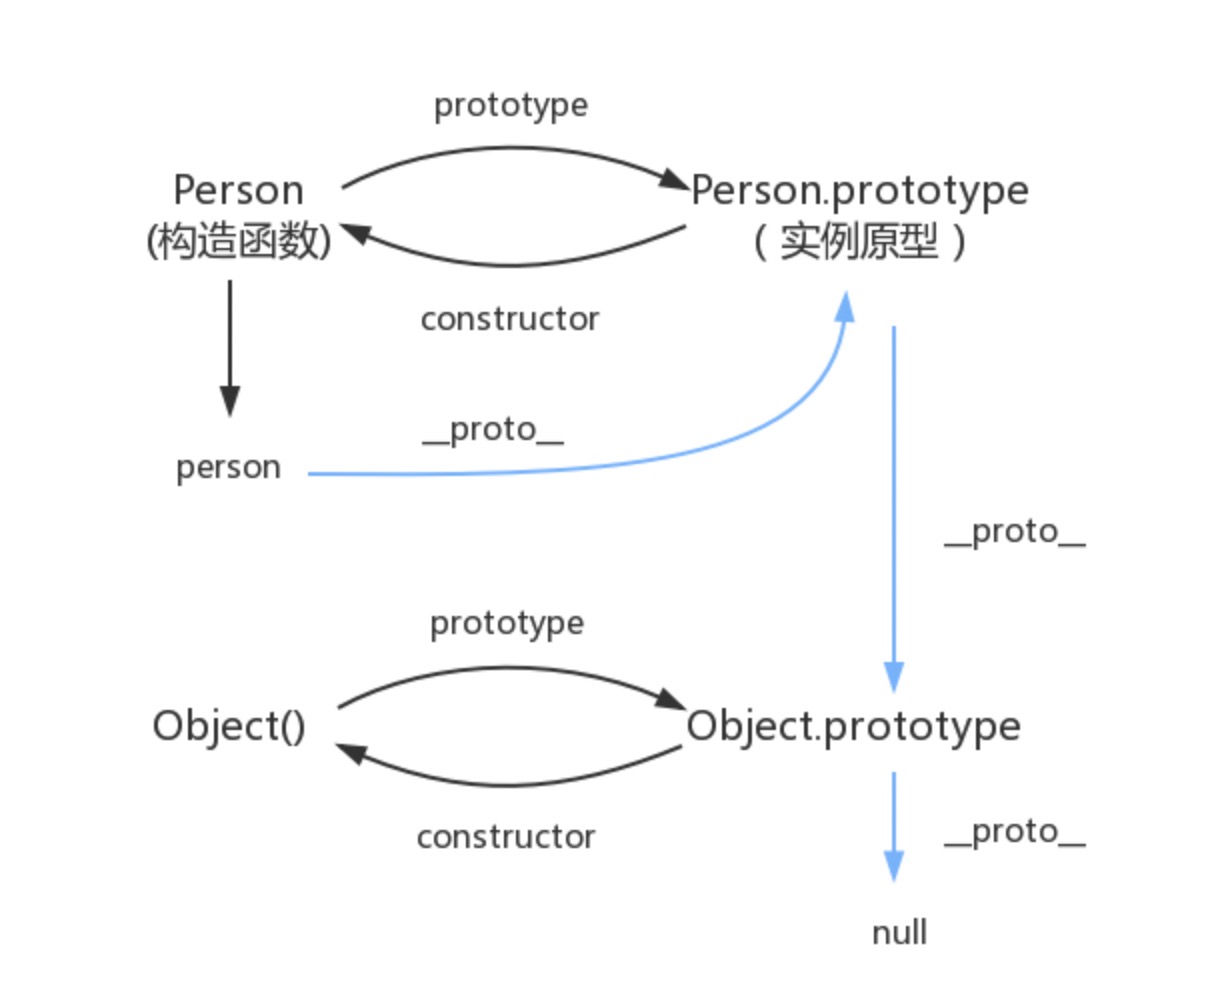 prototype
Person
Person.prototype
(构造函数)
( 实例原型 )
constructor
__proto__
person
__proto__
prototype
Object()
Object.prototype
constructor
__proto__
null